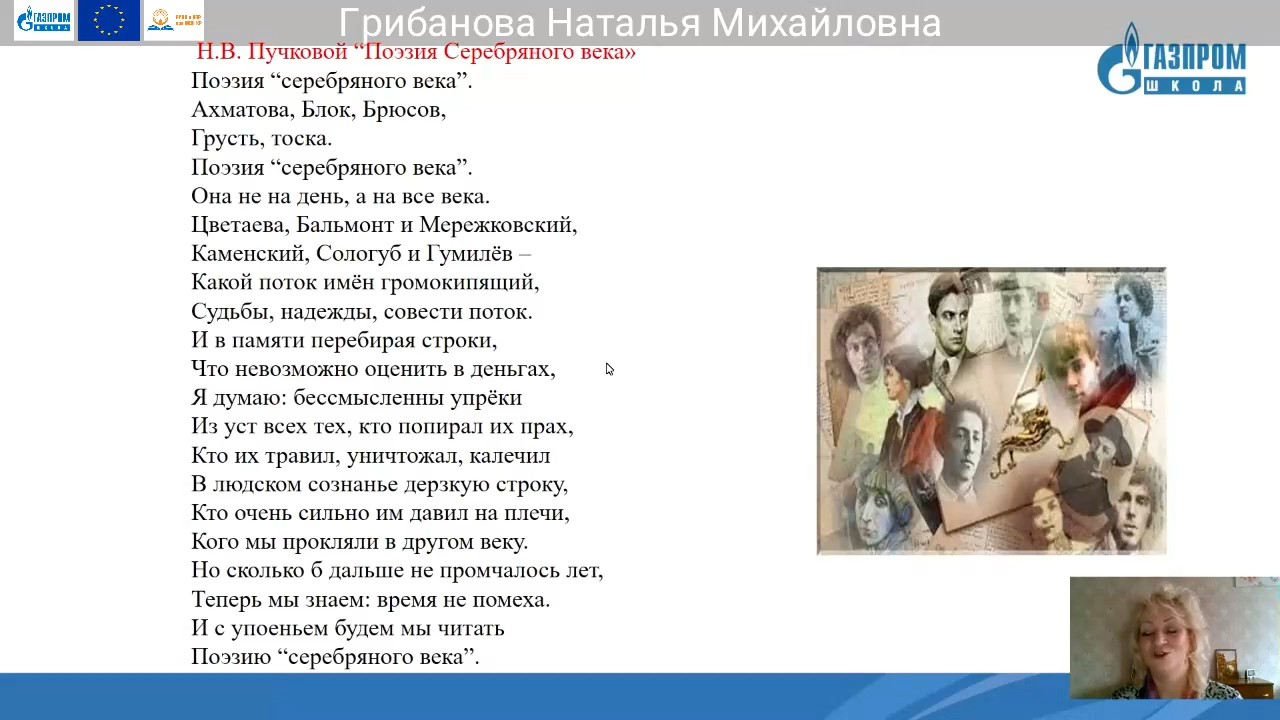 ГАЗПРОМ
ШКОЛА
Грибанова Наталья Михайловна
ГАЗПРОМ
ШКОЛА
Н.В. Пучковой “Поэзия Серебряного века»
Поэзия “серебряного века”.
Ахматова, Блок, Брюсов,
Грусть, тоска.
Поэзия “серебряного века”.
Она не на день, а на все века.
Цветаева, Бальмонт и Мережковский,
Каменский, Сологуб и Гумилёв –
Какой поток имён громокипящий,
Судьбы, надежды, совести поток.
И в памяти перебирая строки,
Что невозможно оценить в деньгах,
Я думаю: бессмысленны упрёки
Из уст всех тех, кто попирал их прах,
Кто их травил, уничтожал, калечил
В людском сознанье дерзкую строку,
Кто очень сильно им давил на плечи,
Кого мы прокляли в другом веку.
Но сколько б дальше не промчалось лет,
Теперь мы знаем: время не помеха.
И с упоеньем будем мы читать
Поэзию “серебряного века”.